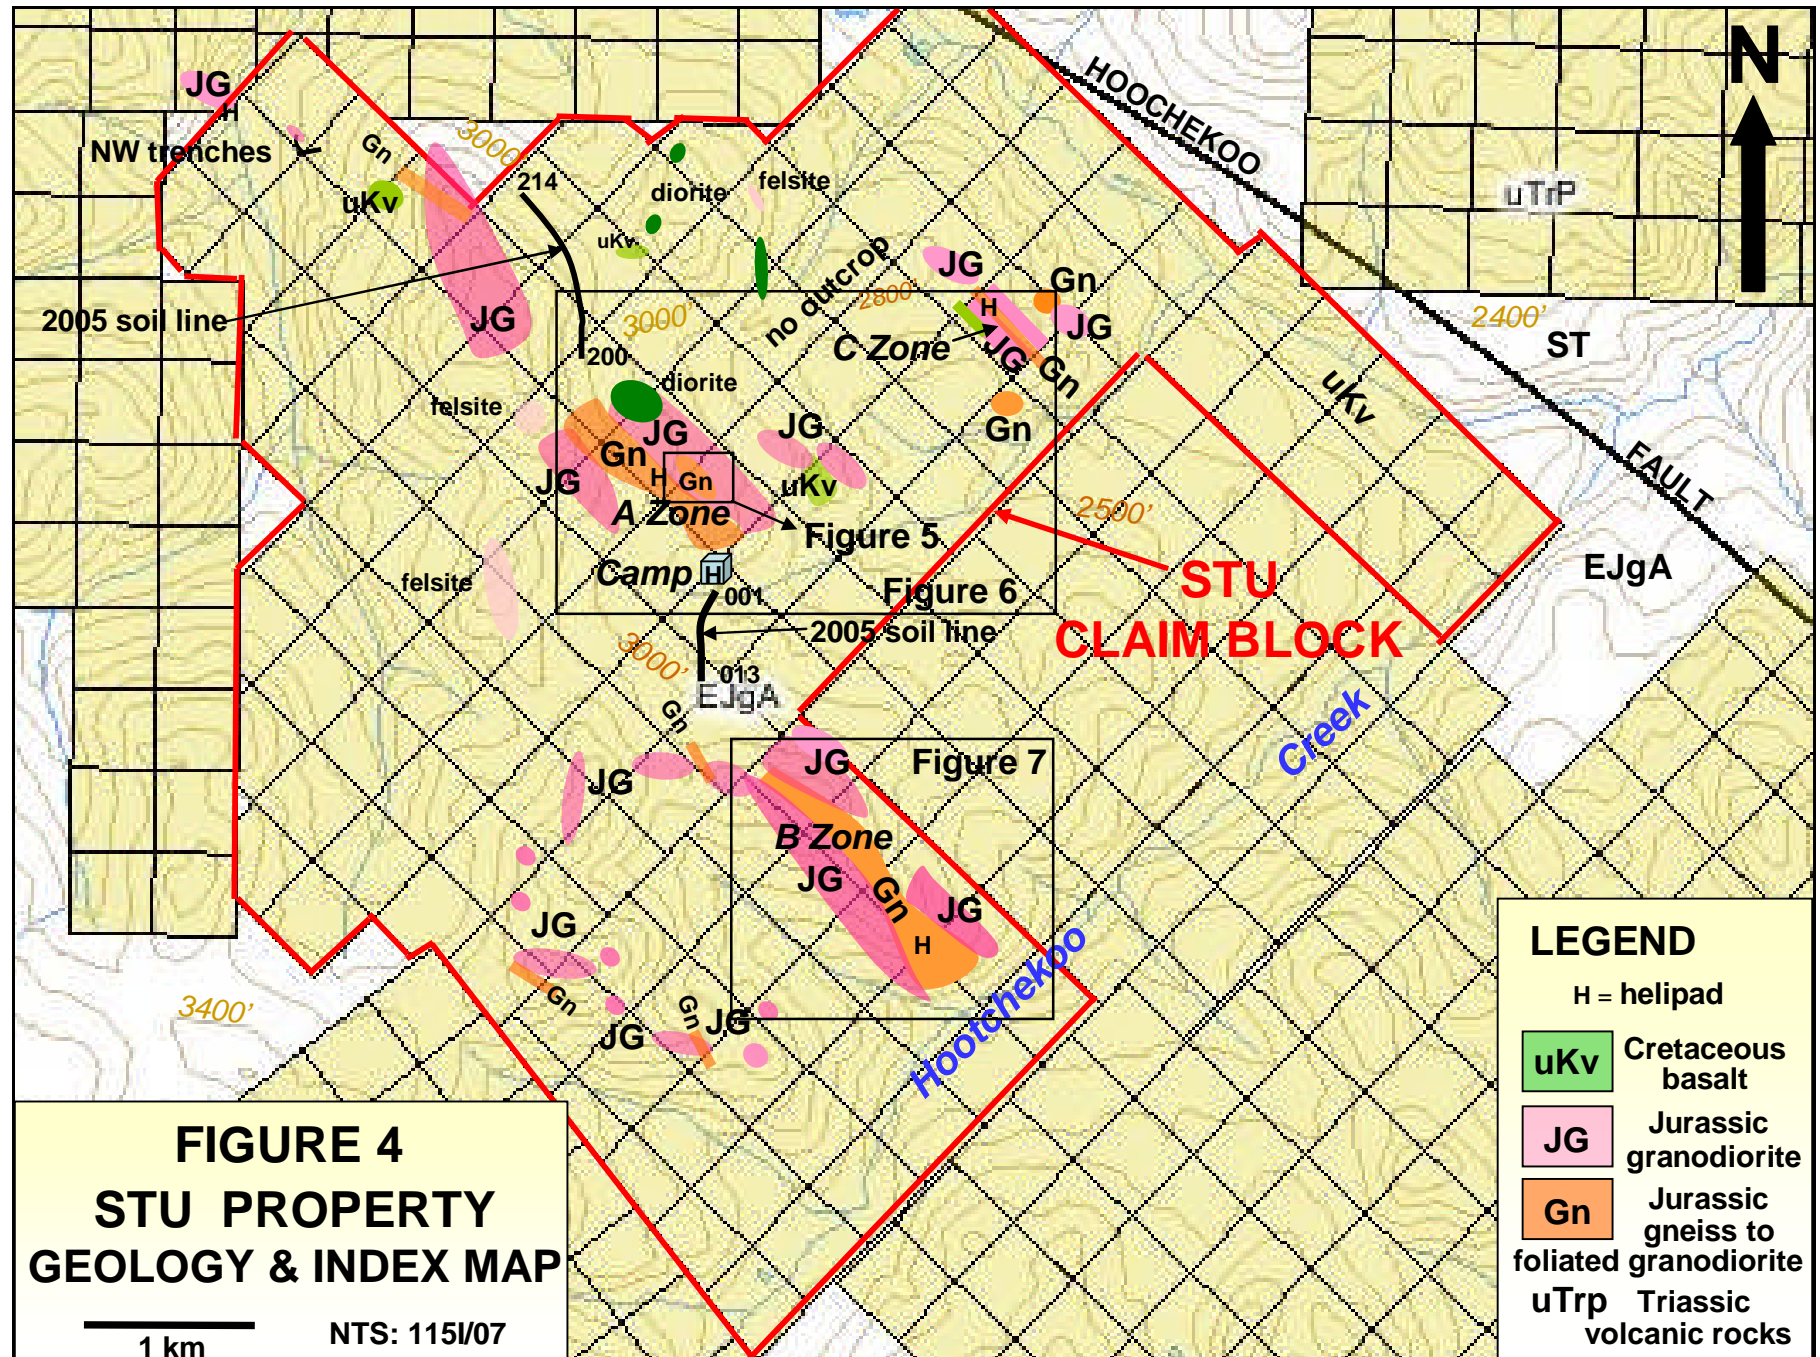 JG
H
NW trenches
Gn
3000'
uKv
214
diorite
felsite
uKv
HOOCHEKOO
N
uTrP
JG
2005 soil line
JG
200
3000'
no outcrop
2800'
JG
H
Gn
JG
C Zone
JG
Gn
Gn
2400'
ST
uKv
FAULT
EJgA
felsite
diorite
JG
Gn
H
Gn
JG
A Zone
JG
uKv
Figure 5
Camp
H
001
Figure 6
2500'
STU
CLAIM BLOCK
felsite
2005 soil line
3000'
013
EJgA
Gn
JG
JG
Figure 7
B Zone
JG
Gn
JG
H
Creek
Hootchekoo
JG
Gn
JG
Gn
JG
3400'
FIGURE 4
STU PROPERTY
GEOLOGY & INDEX MAP
1 km
NTS: 115I/07
LEGEND
H = helipad
uKv Cretaceous
basalt
JG Jurassic
granodiorite
Gn Jurassic
gneiss to
foliated granodiorite
uTrp Triassic
volcanic rocks